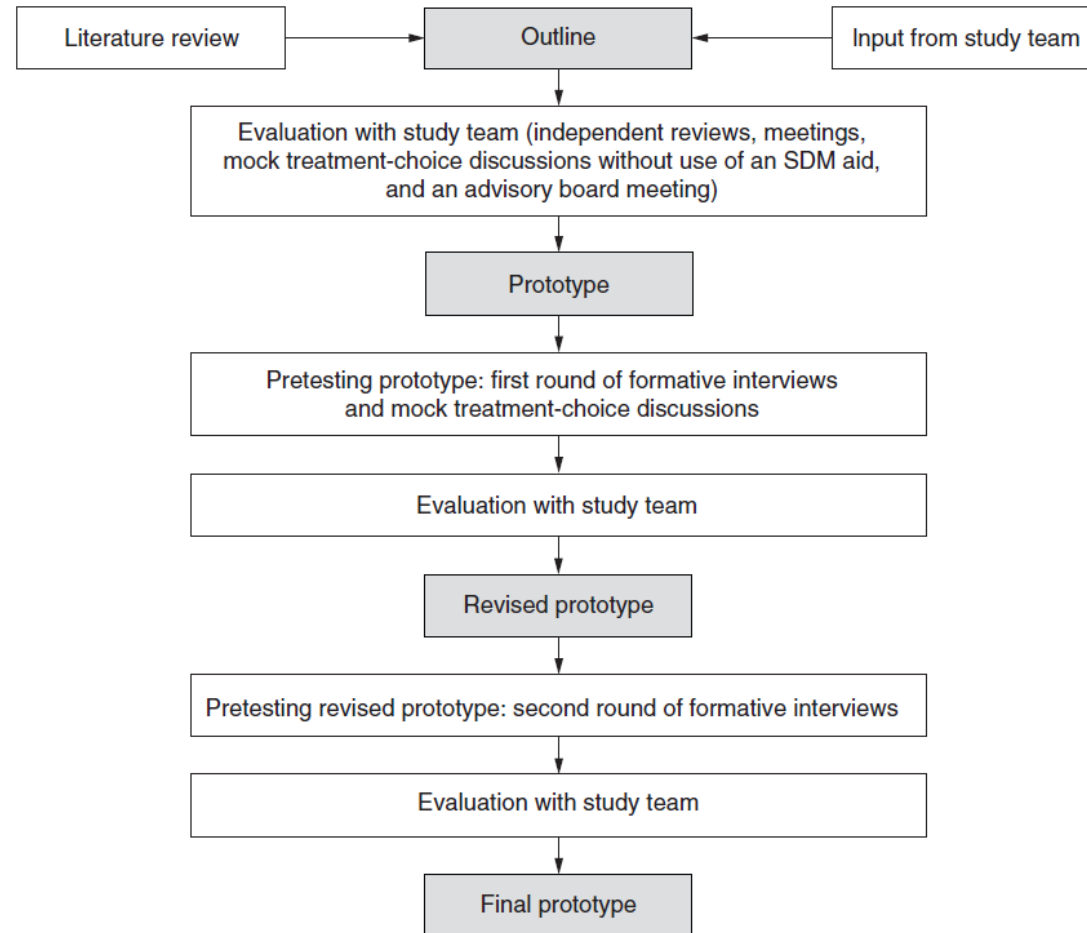 Literature review
Outline
Input from study team
Evaluation with study team (independent reviews, meetings,
mock treatment-choice discussions without use of an SDM aid,
and an advisory board meeting)
Prototype
Pretesting prototype: first round of formative interviews
and mock treatment-choice discussions
Evaluation with study team
Revised prototype
Pretesting revised prototype: second round of formative interviews
Evaluation with study team
Final prototype